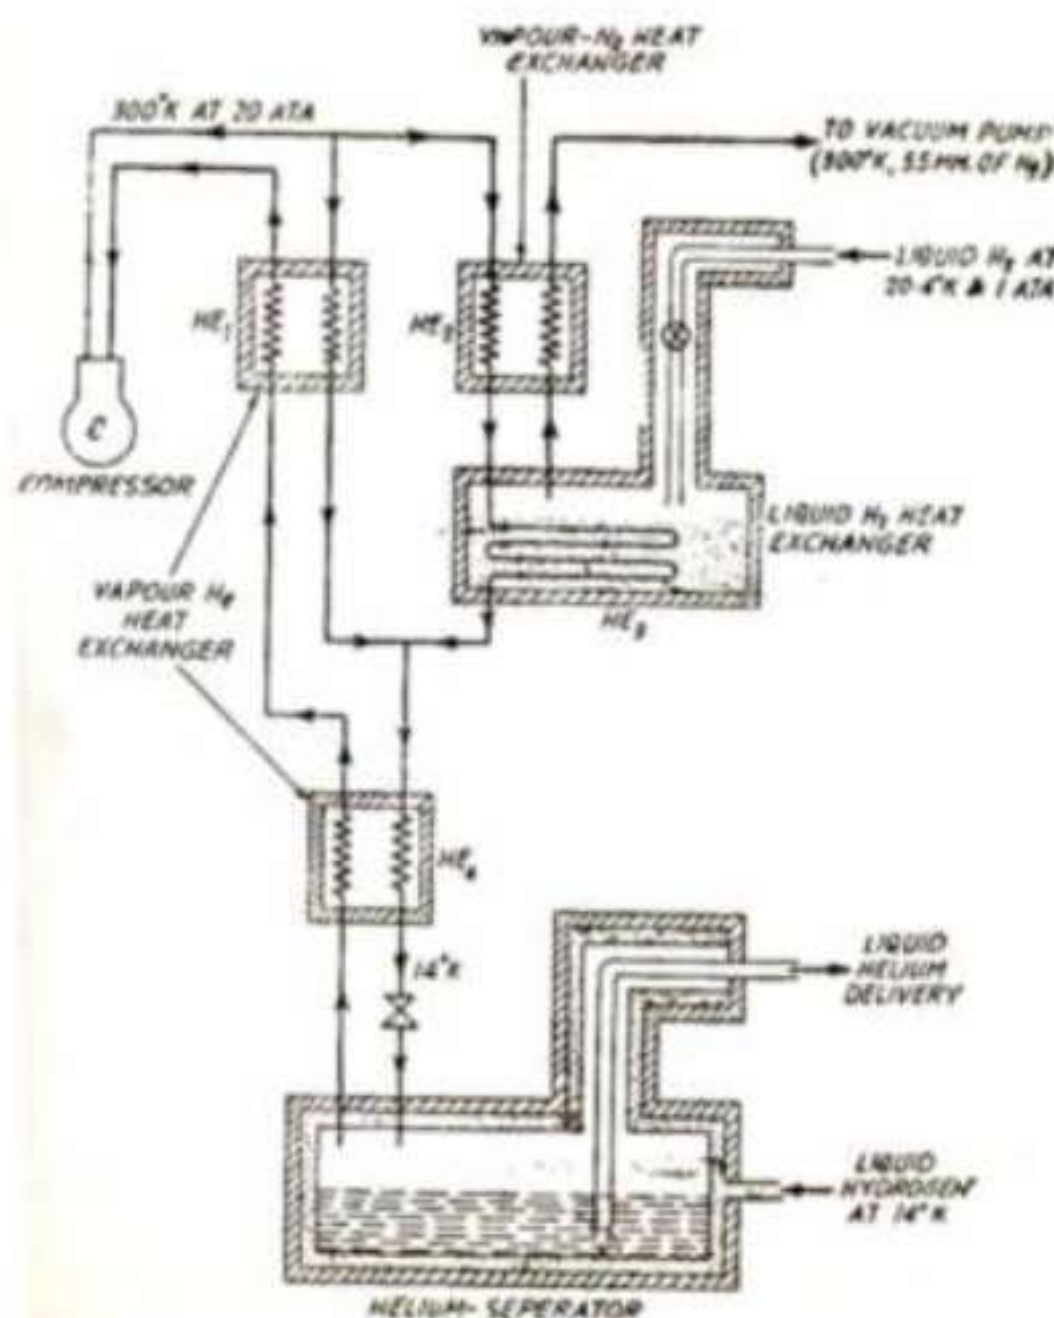 VAPOUR-N₂ HEAT
EXCHANGER
300°K AT 20 ATA
TO VACUUM PUMP
(300°K, 55 MM. OF Hg)
LIQUID H₂ AT
20.4°K & 1 ATA
HE₁
HE₂
C
COMPRESSOR
LIQUID H₂ HEAT
EXCHANGER
HE₃
VAPOUR He
HEAT
EXCHANGER
HE₄
14°K
LIQUID
HELIUM
DELIVERY
LIQUID
HYDROGEN
AT 14°K
HELIUM-SEPERATOR